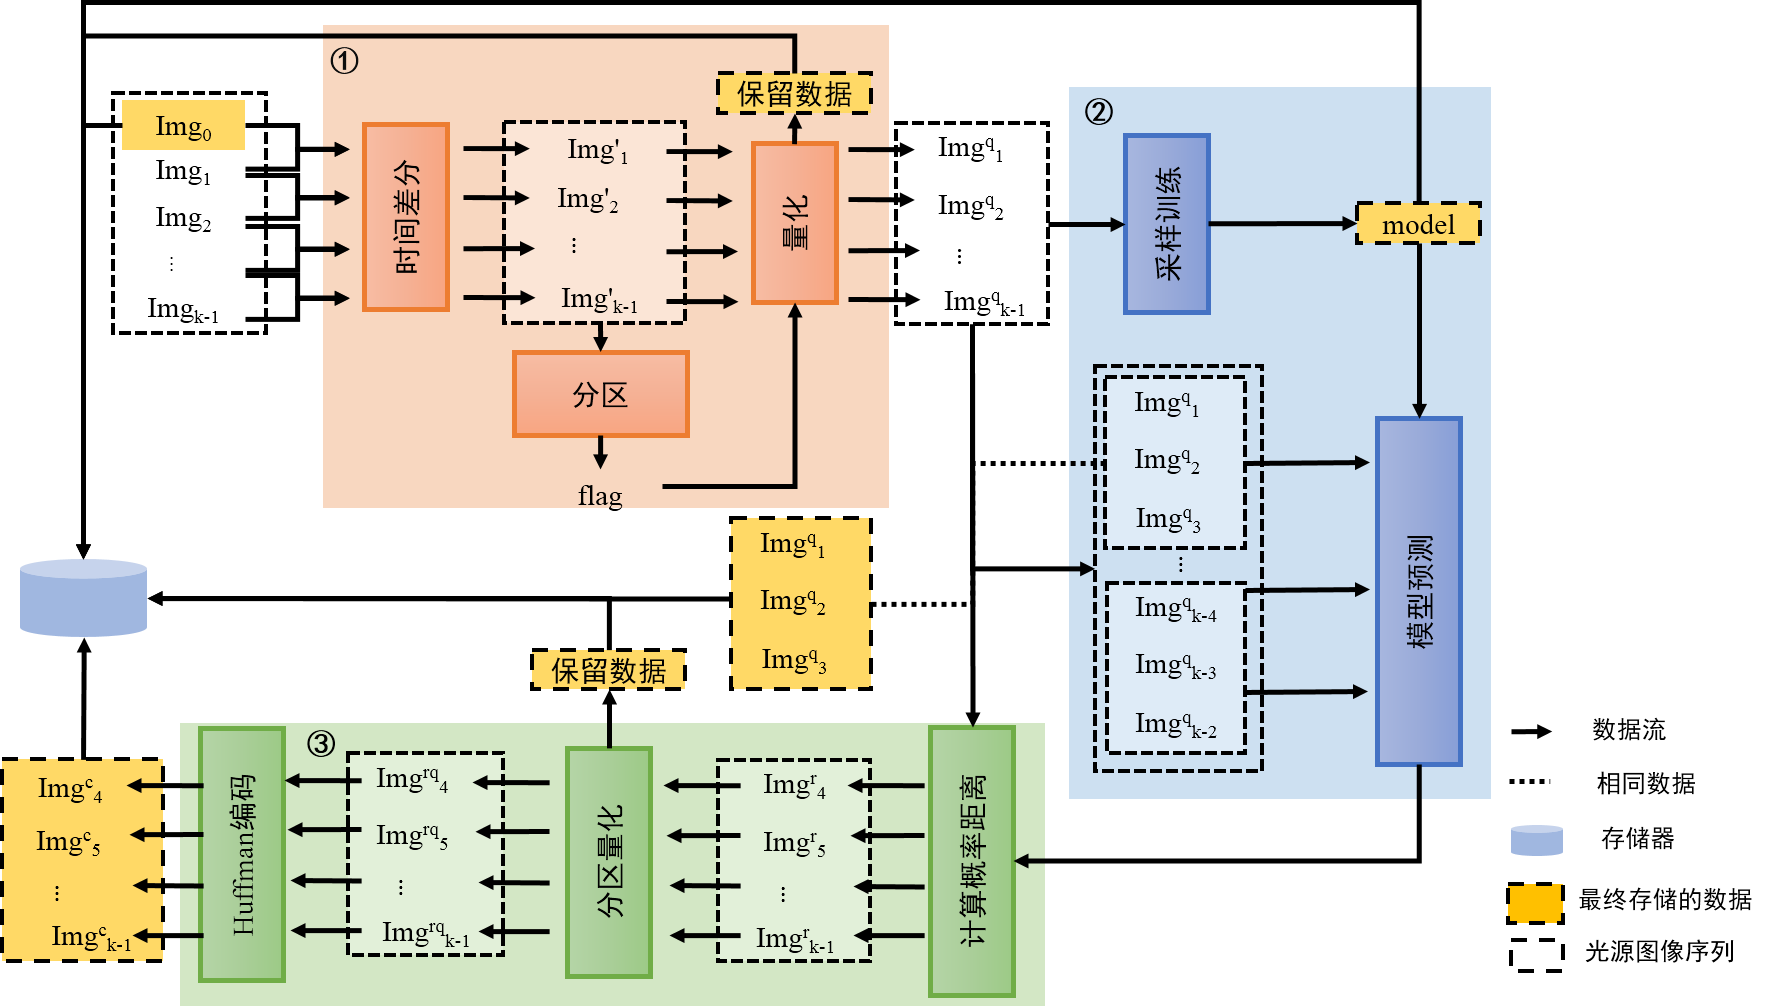 ①
保留数据
Img0
Img1
Img2
⋮
Imgk-1
时间差分
Img'1
Img'2
⋮
Img'k-1
量化
分区
flag
Imgq1
Imgq2
⋮
Imgqk-1
②
采样训练
model
Imgq1
Imgq2
Imgq3
⋮
Imgqk-4
Imgqk-3
Imgqk-2
模型预测
Imgq1
Imgq2
Imgq3
保留数据
③
计算概率距离
Imgr4
Imgr5
⋮
Imgrk-1
分区量化
Imgrq4
Imgrq5
⋮
Imgrqk-1
Huffman编码
Imgc4
Imgc5
⋮
Imgck-1
数据流
相同数据
存储器
最终存储的数据
光源图像序列